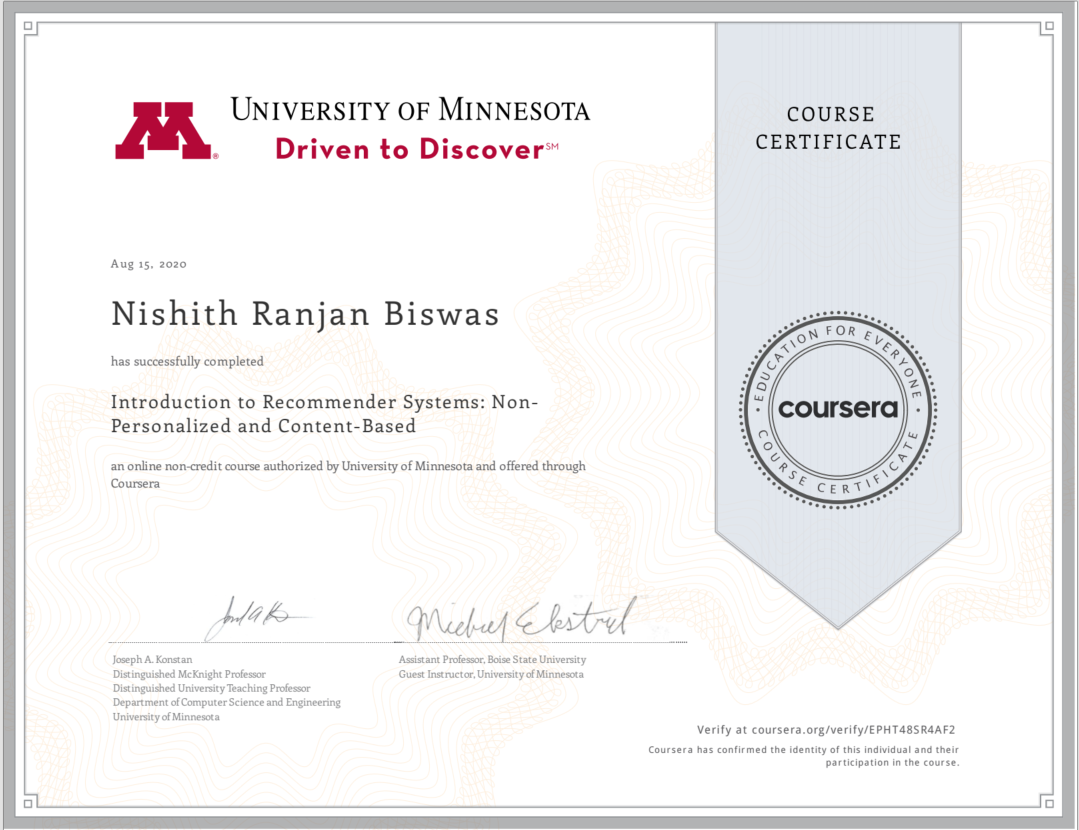 UNIVERSITY OF MINNESOTA
Driven to Discover℠
COURSE
CERTIFICATE
Aug 15, 2020
Nishith Ranjan Biswas
has successfully completed
Introduction to Recommender Systems: Non-
Personalized and Content-Based
an online non-credit course authorized by University of Minnesota and offered through
Coursera
EDUCATION FOR EVERYONE
coursera
COURSE CERTIFICATE
Michael Ekstrand
Joseph A. Konstan
Distinguished McKnight Professor
Distinguished University Teaching Professor
Department of Computer Science and Engineering
University of Minnesota
Assistant Professor, Boise State University
Guest Instructor, University of Minnesota
Verify at coursera.org/verify/EPHT48SR4AF2
Coursera has confirmed the identity of this individual and their
participation in the course.